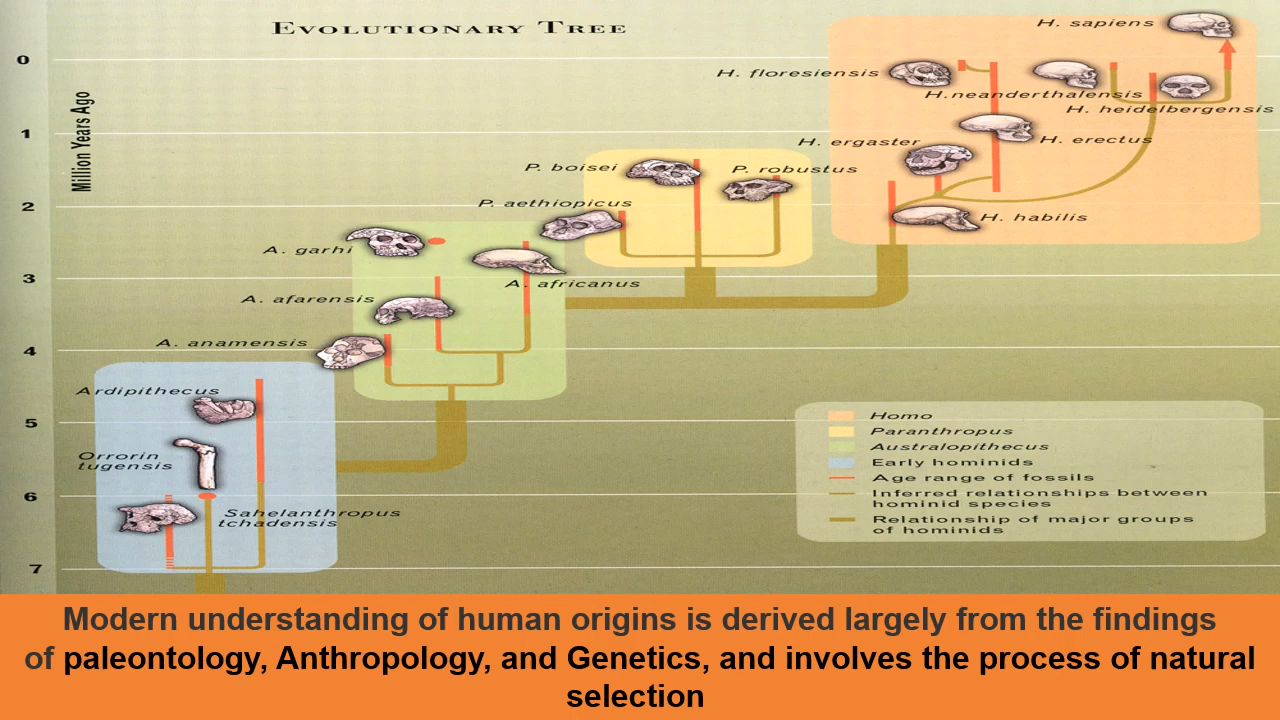 EVOLUTIONARY TREE
H. sapiens
0
H. floresiensis
H.neanderthalensis
H. heidelbergensis
Million Years Ago
1
H. ergaster
H. erectus
P. boisei
P. robustus
2
P. aethiopicus
H. habilis
A. garhi
3
A. africanus
A. afarensis
A. anamensis
4
Ardipithecus
5
Orrorin
tugensis
6
Sahelanthropus
tchadensis
7
Homo
Paranthropus
Australopithecus
Early hominids
Age range of fossils
Inferred relationships between
hominid species
Relationship of major groups
of hominids
Modern understanding of human origins is derived largely from the findings
of paleontology, Anthropology, and Genetics, and involves the process of natural
selection